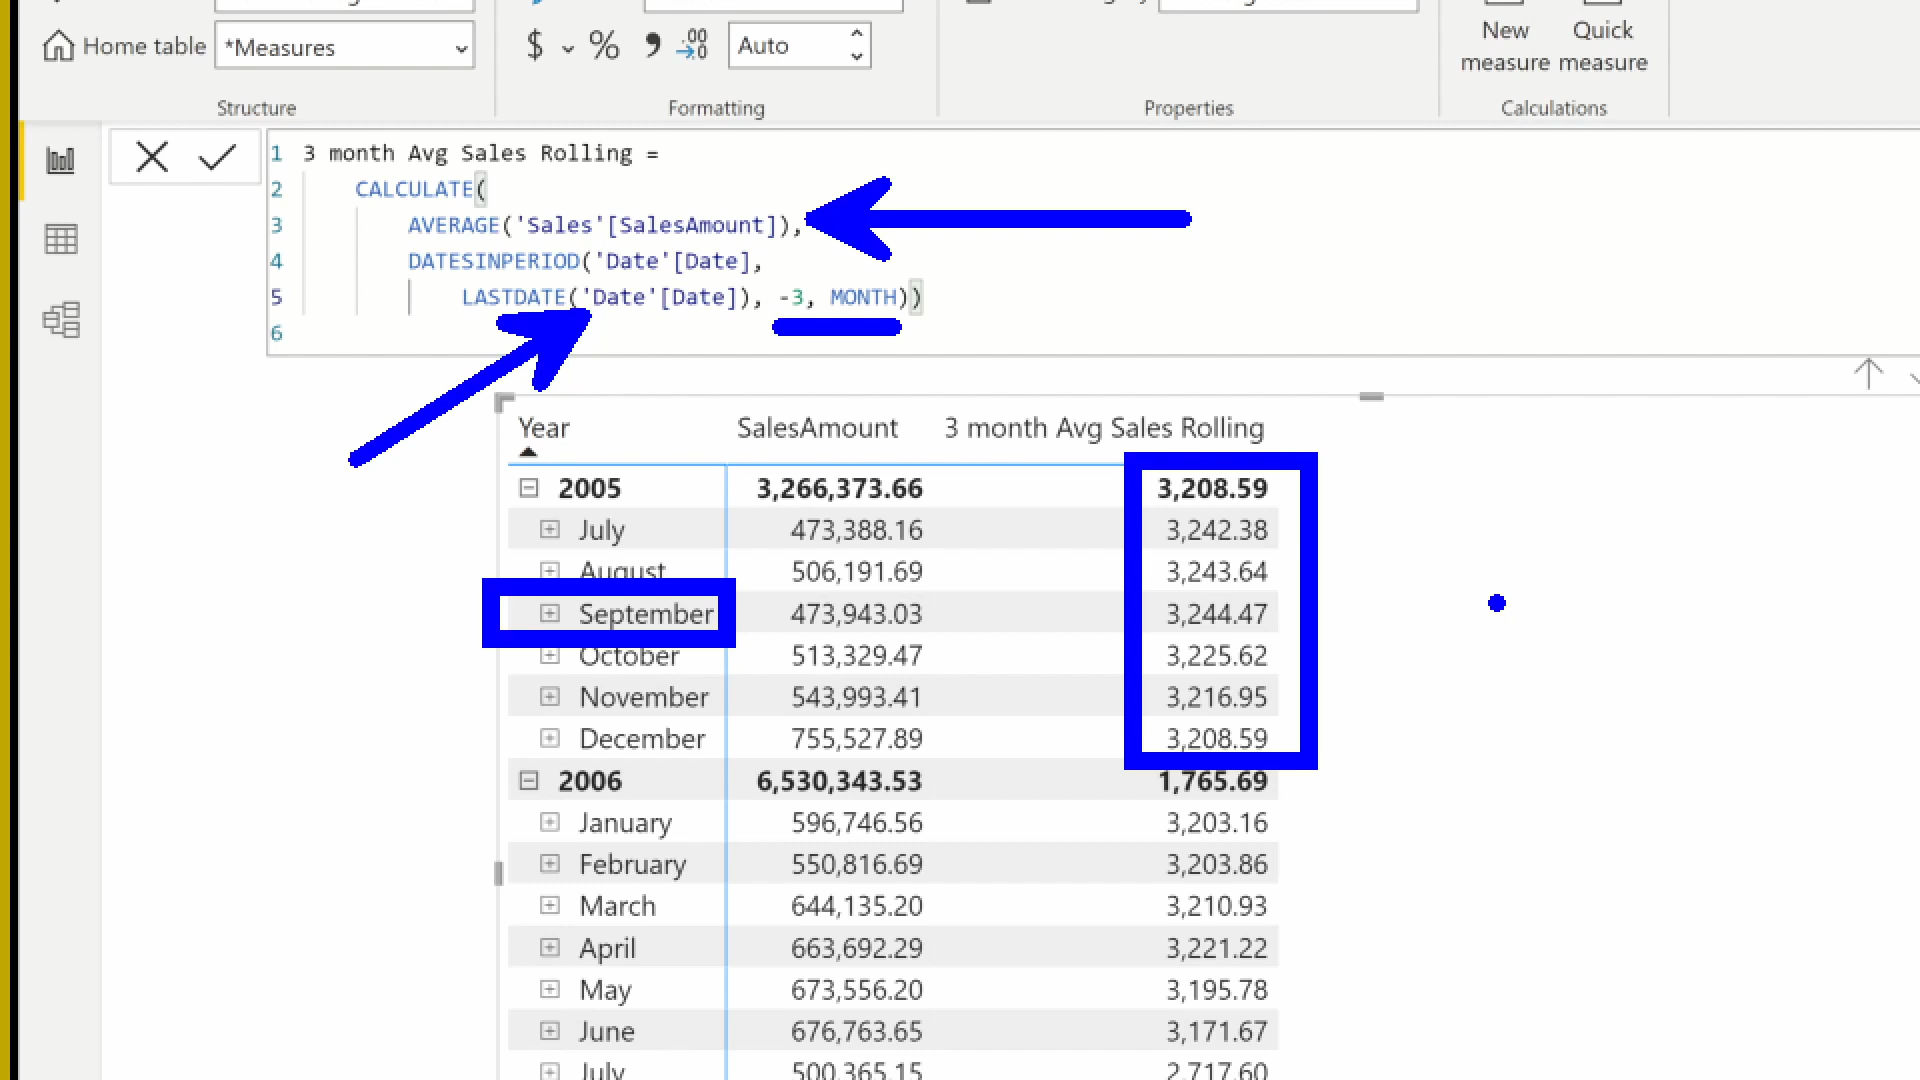 Home table
*Measures
$ % 9 .00 .0
Auto
New measure
Quick measure
Structure
Formatting
Properties
Calculations
1 3 month Avg Sales Rolling =
2 CALCULATE(
3 AVERAGE('Sales'[SalesAmount]),
4 DATESINPERIOD('Date'[Date],
5 LASTDATE('Date'[Date]), -3, MONTH))
6
Year SalesAmount 3 month Avg Sales Rolling
2005 3,266,373.66 3,208.59
July 473,388.16 3,242.38
August 506,191.69 3,243.64
September 473,943.03 3,244.47
October 513,329.47 3,225.62
November 543,993.41 3,216.95
December 755,527.89 3,208.59
2006 6,530,343.53 1,765.69
January 596,746.56 3,203.16
February 550,816.69 3,203.86
March 644,135.20 3,210.93
April 663,692.29 3,221.22
May 673,556.20 3,195.78
June 676,763.65 3,171.67
July 500,365.15 2,717.60